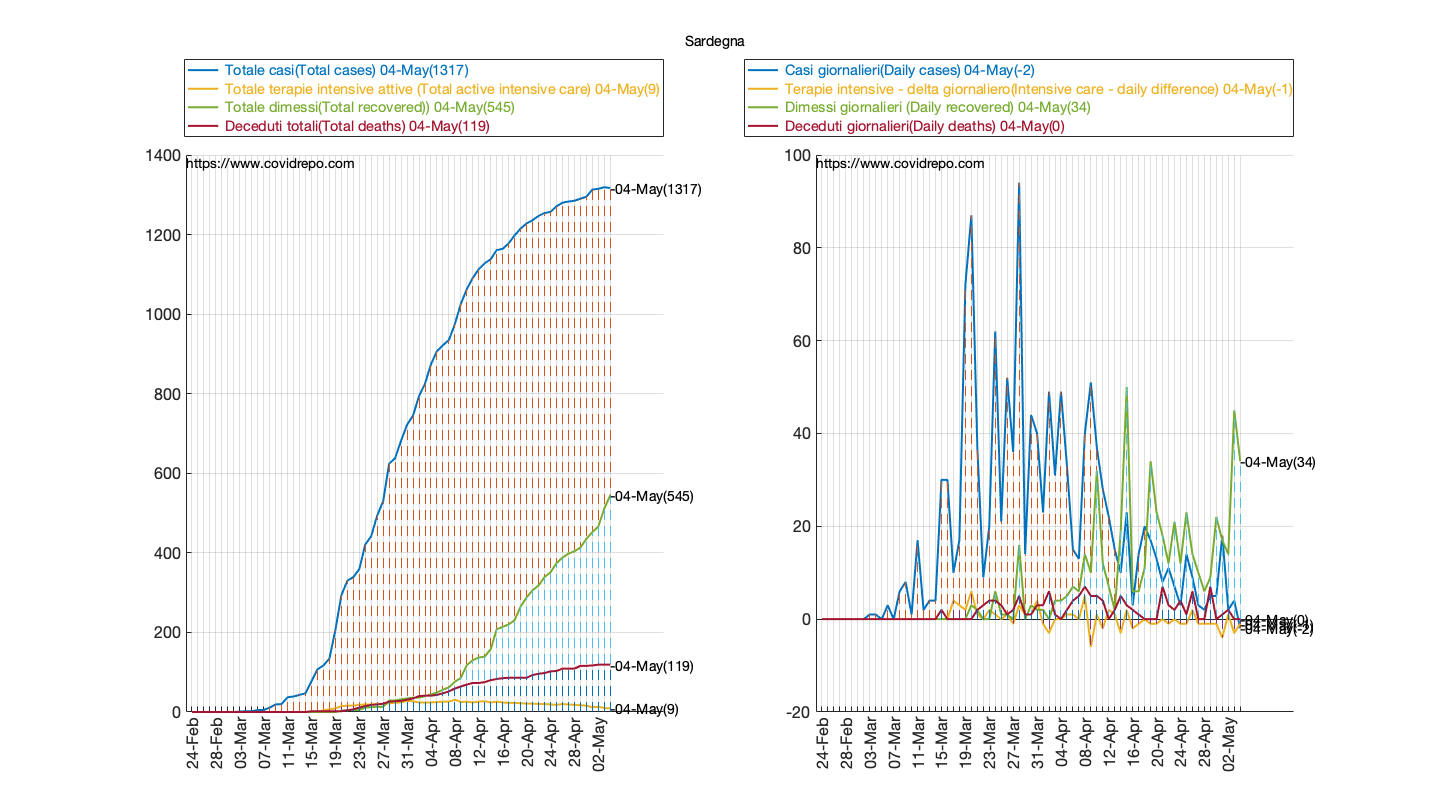 Sardegna
Totale casi(Total cases) 04-May(1317)
Totale terapie intensive attive (Total active intensive care) 04-May(9)
Totale dimessi(Total recovered)) 04-May(545)
Deceduti totali(Total deaths) 04-May(119)
1400
1200
1000
800
600
400
200
0
https://www.covidrepo.com
04-May(1317)
04-May(545)
04-May(119)
04-May(9)
24-Feb
28-Feb
03-Mar
07-Mar
11-Mar
15-Mar
19-Mar
23-Mar
27-Mar
31-Mar
04-Apr
08-Apr
12-Apr
16-Apr
20-Apr
24-Apr
28-Apr
02-May
Casi giornalieri(Daily cases) 04-May(-2)
Terapie intensive - delta giornaliero(Intensive care - daily difference) 04-May(-1)
Dimessi giornalieri (Daily recovered) 04-May(34)
Deceduti giornalieri(Daily deaths) 04-May(0)
100
80
60
40
20
0
-20
https://www.covidrepo.com
04-May(34)
04-May(0)
04-May(-2)
24-Feb
28-Feb
03-Mar
07-Mar
11-Mar
15-Mar
19-Mar
23-Mar
27-Mar
31-Mar
04-Apr
08-Apr
12-Apr
16-Apr
20-Apr
24-Apr
28-Apr
02-May